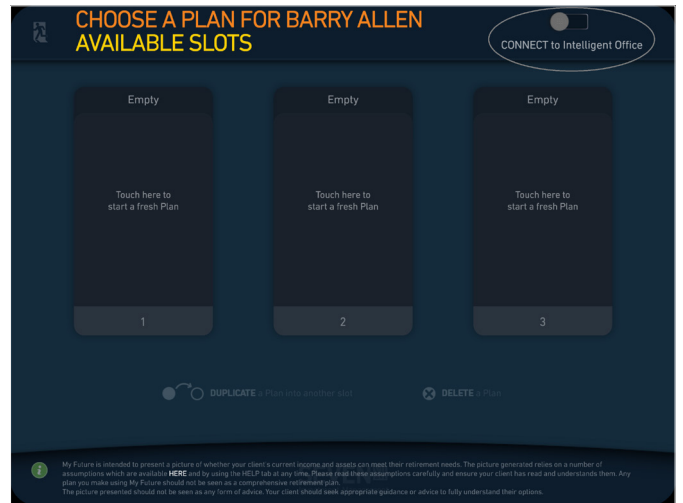 CHOOSE A PLAN FOR BARRY ALLEN
AVAILABLE SLOTS
CONNECT to Intelligent Office
Empty
Empty
Empty
Touch here to
start a fresh Plan
Touch here to
start a fresh Plan
Touch here to
start a fresh Plan
1
2
3
DUPLICATE a Plan into another slot
DELETE a Plan
My Future is intended to present a picture of whether your client's current income and assets can meet their retirement needs. The picture generated relies on a number of
assumptions which are available HERE and by using the HELP tab at any time. Please read these assumptions carefully and ensure your client has read and understands them. Any
plan you make using My Future should not be seen as a comprehensive retirement plan.
The picture presented should not be seen as any form of advice. Your client should seek appropriate guidance or advice to fully understand their options.